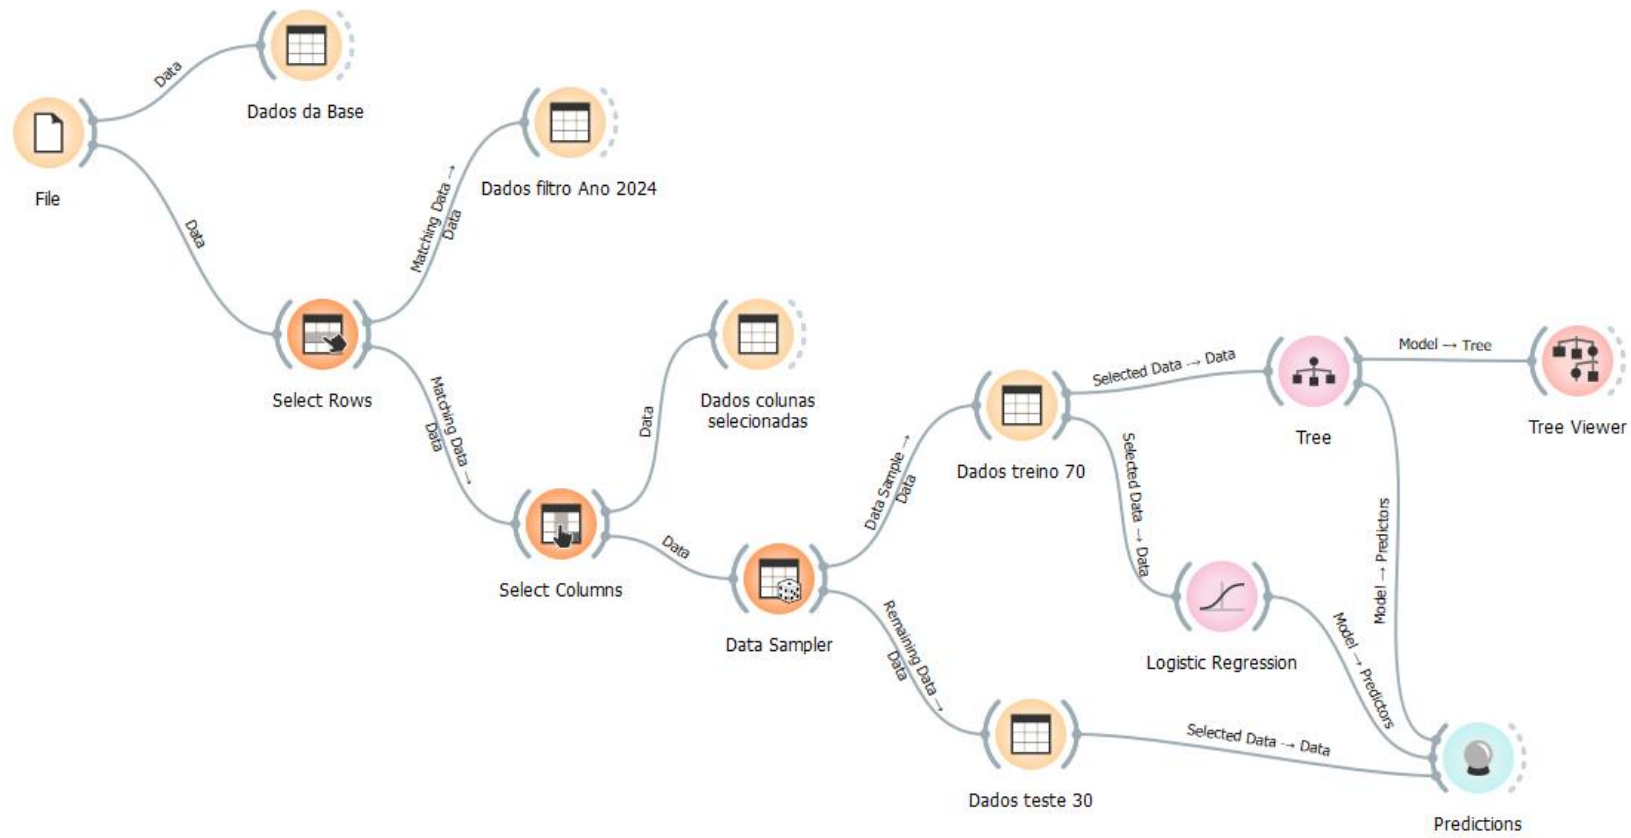 Data
Dados da Base
File
Data
Matching Data →
Data
Dados filtro Ano 2024
Select Rows
Matching Data →
Data
Data
Dados colunas
selecionadas
Select Columns
Data
Data Sampler
Data Sample →
Data
Dados treino 70
Selected Data → Data
Tree
Model → Tree
Tree Viewer
Selected Data → Data
Logistic Regression
Model → Predictors
Model → Predictors
Remaining Data →
Data
Dados teste 30
Selected Data → Data
Predictions